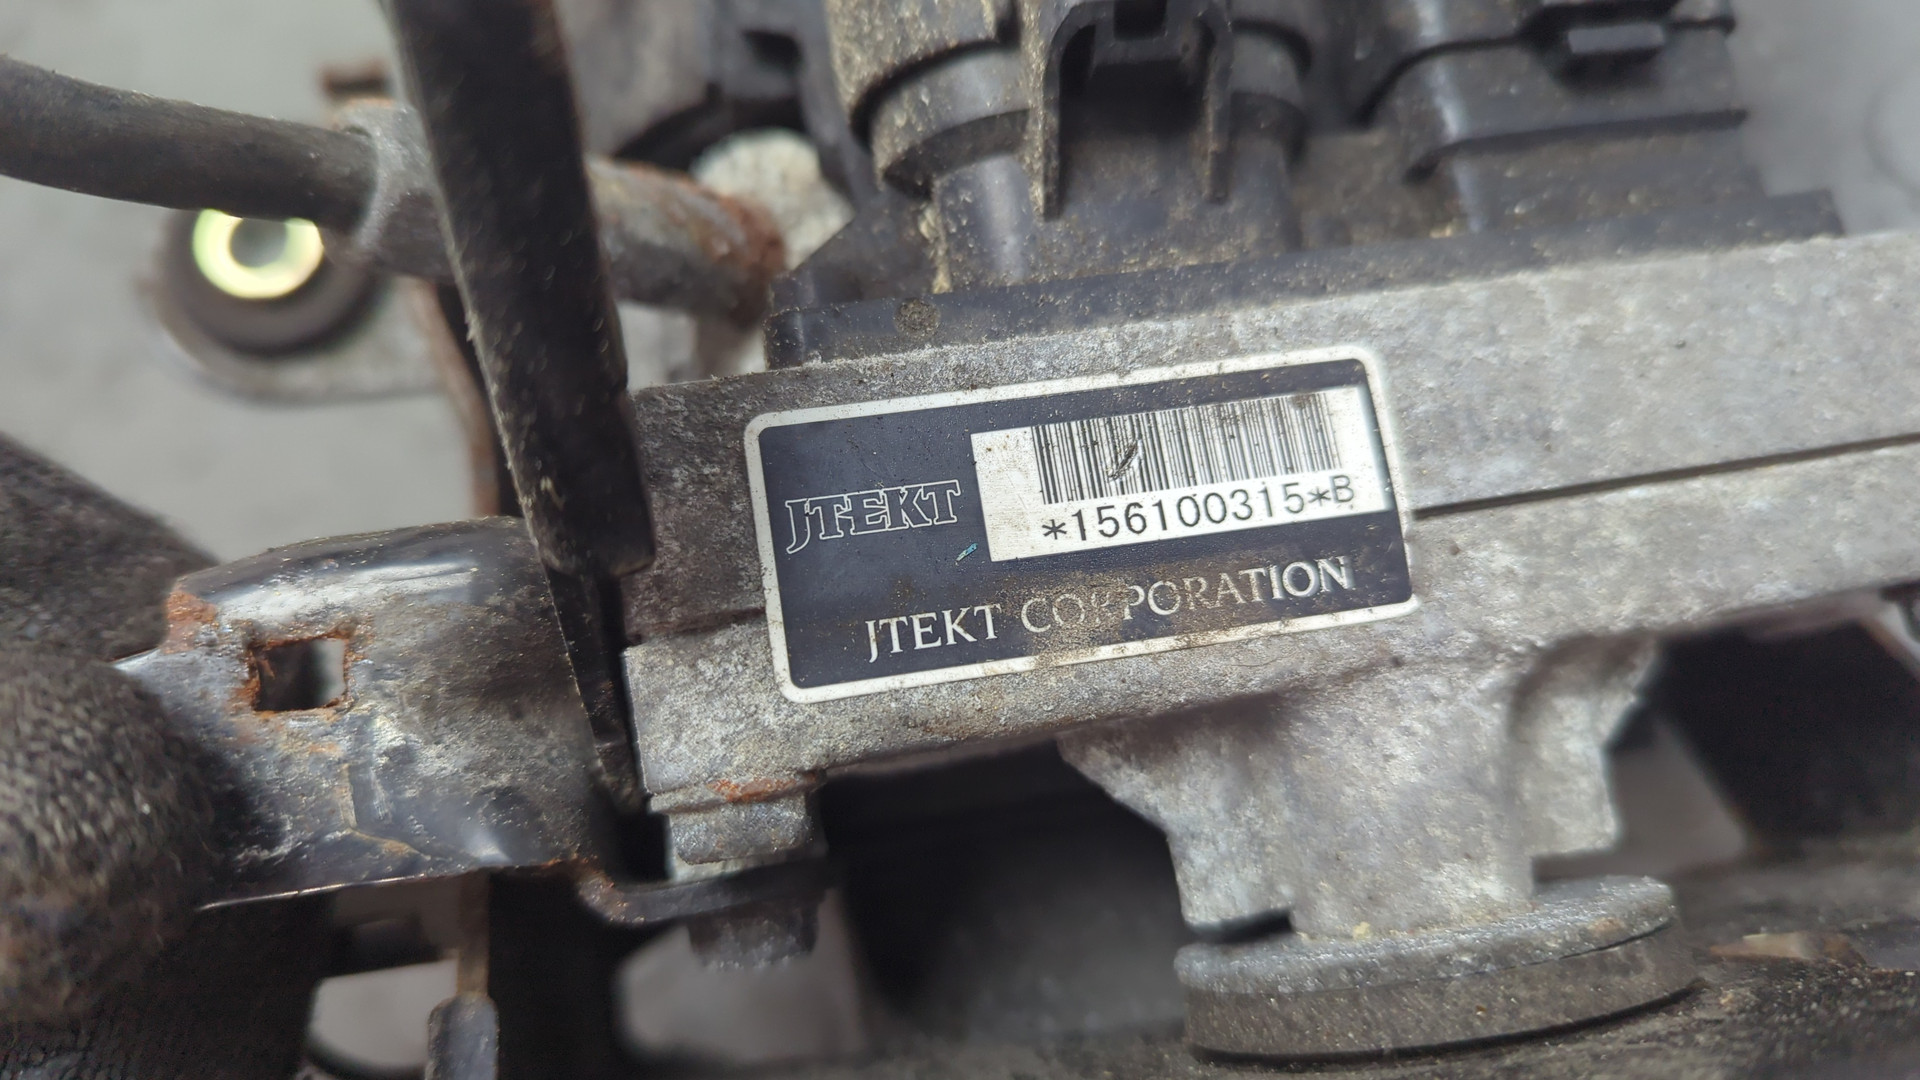 JTEKT
*156100315*B
JTEKT CORPORATION